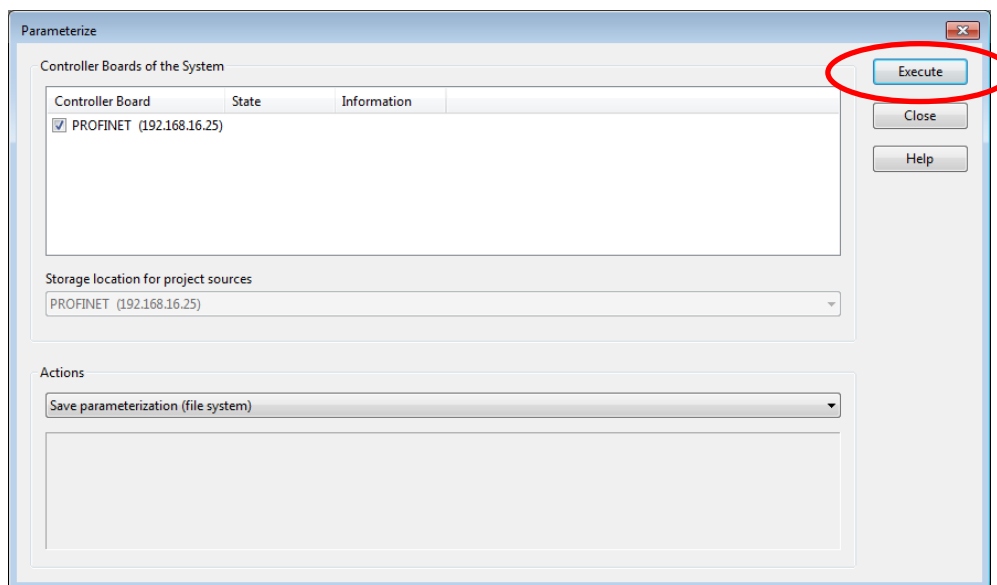 Parameterize
Controller Boards of the System
Execute
Controller Board State Information
PROFINET (192.168.16.25)
Close
Help
Storage location for project sources
PROFINET (192.168.16.25)
Actions
Save parameterization (file system)